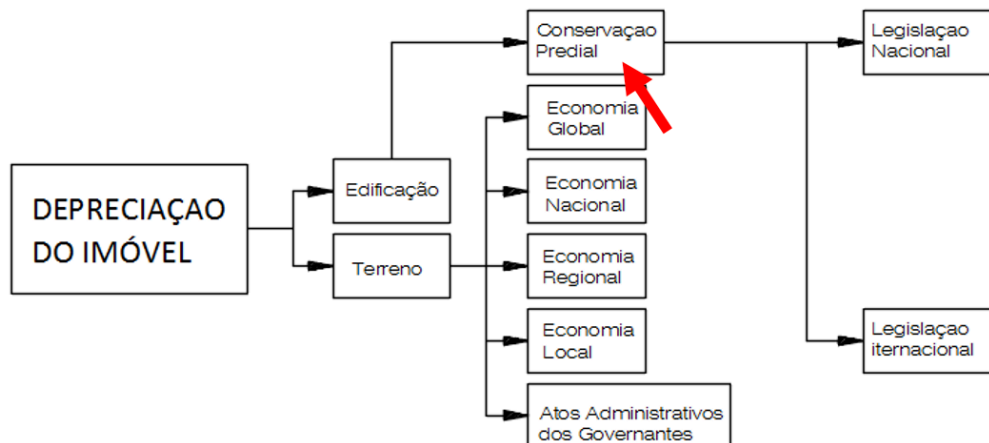 Conservaçao
Predial
Legislaçao
Nacional
Economia
Global
Edificação
Economia
Nacional
DEPRECIAÇAO
DO IMÓVEL
Terreno
Economia
Regional
Economia
Local
Legislaçao
iternacional
Atos Administrativos
dos Governantes